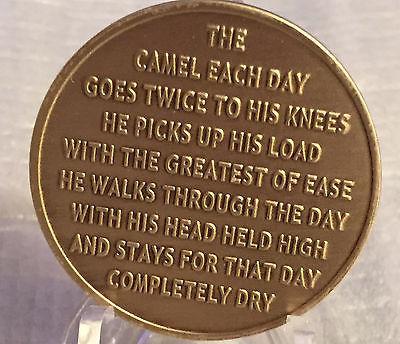 THE
CAMEL EACH DAY
GOES TWICE TO HIS KNEES
HE PICKS UP HIS LOAD
WITH THE GREATEST OF EASE
HE WALKS THROUGH THE DAY
WITH HIS HEAD HELD HIGH
AND STAYS FOR THAT DAY
COMPLETELY DRY